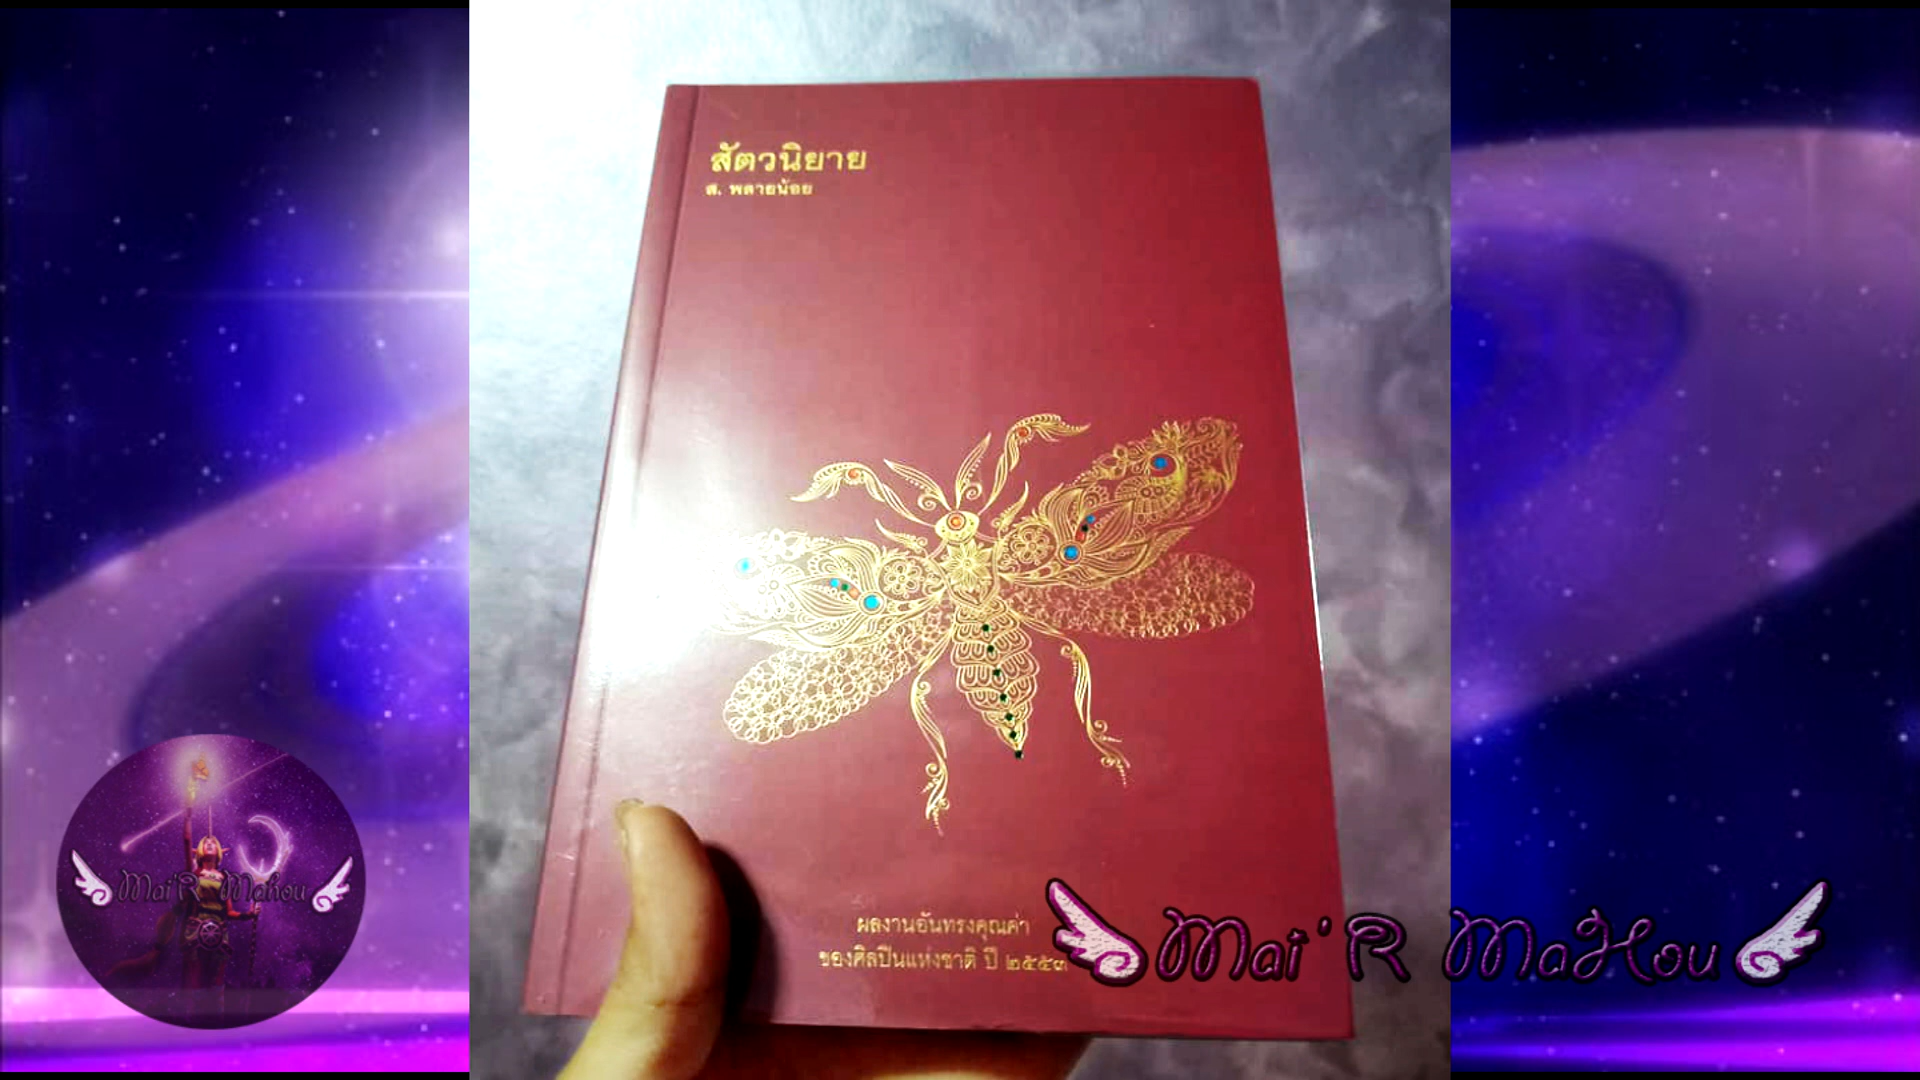 สัตวนิยาย
ส. พลายน้อย
ผลงานอันทรงคุณค่า
ของศิลปินแห่งชาติ ปี ๒๕๕๓
Mai'R MaHou
Mai'R Mahou